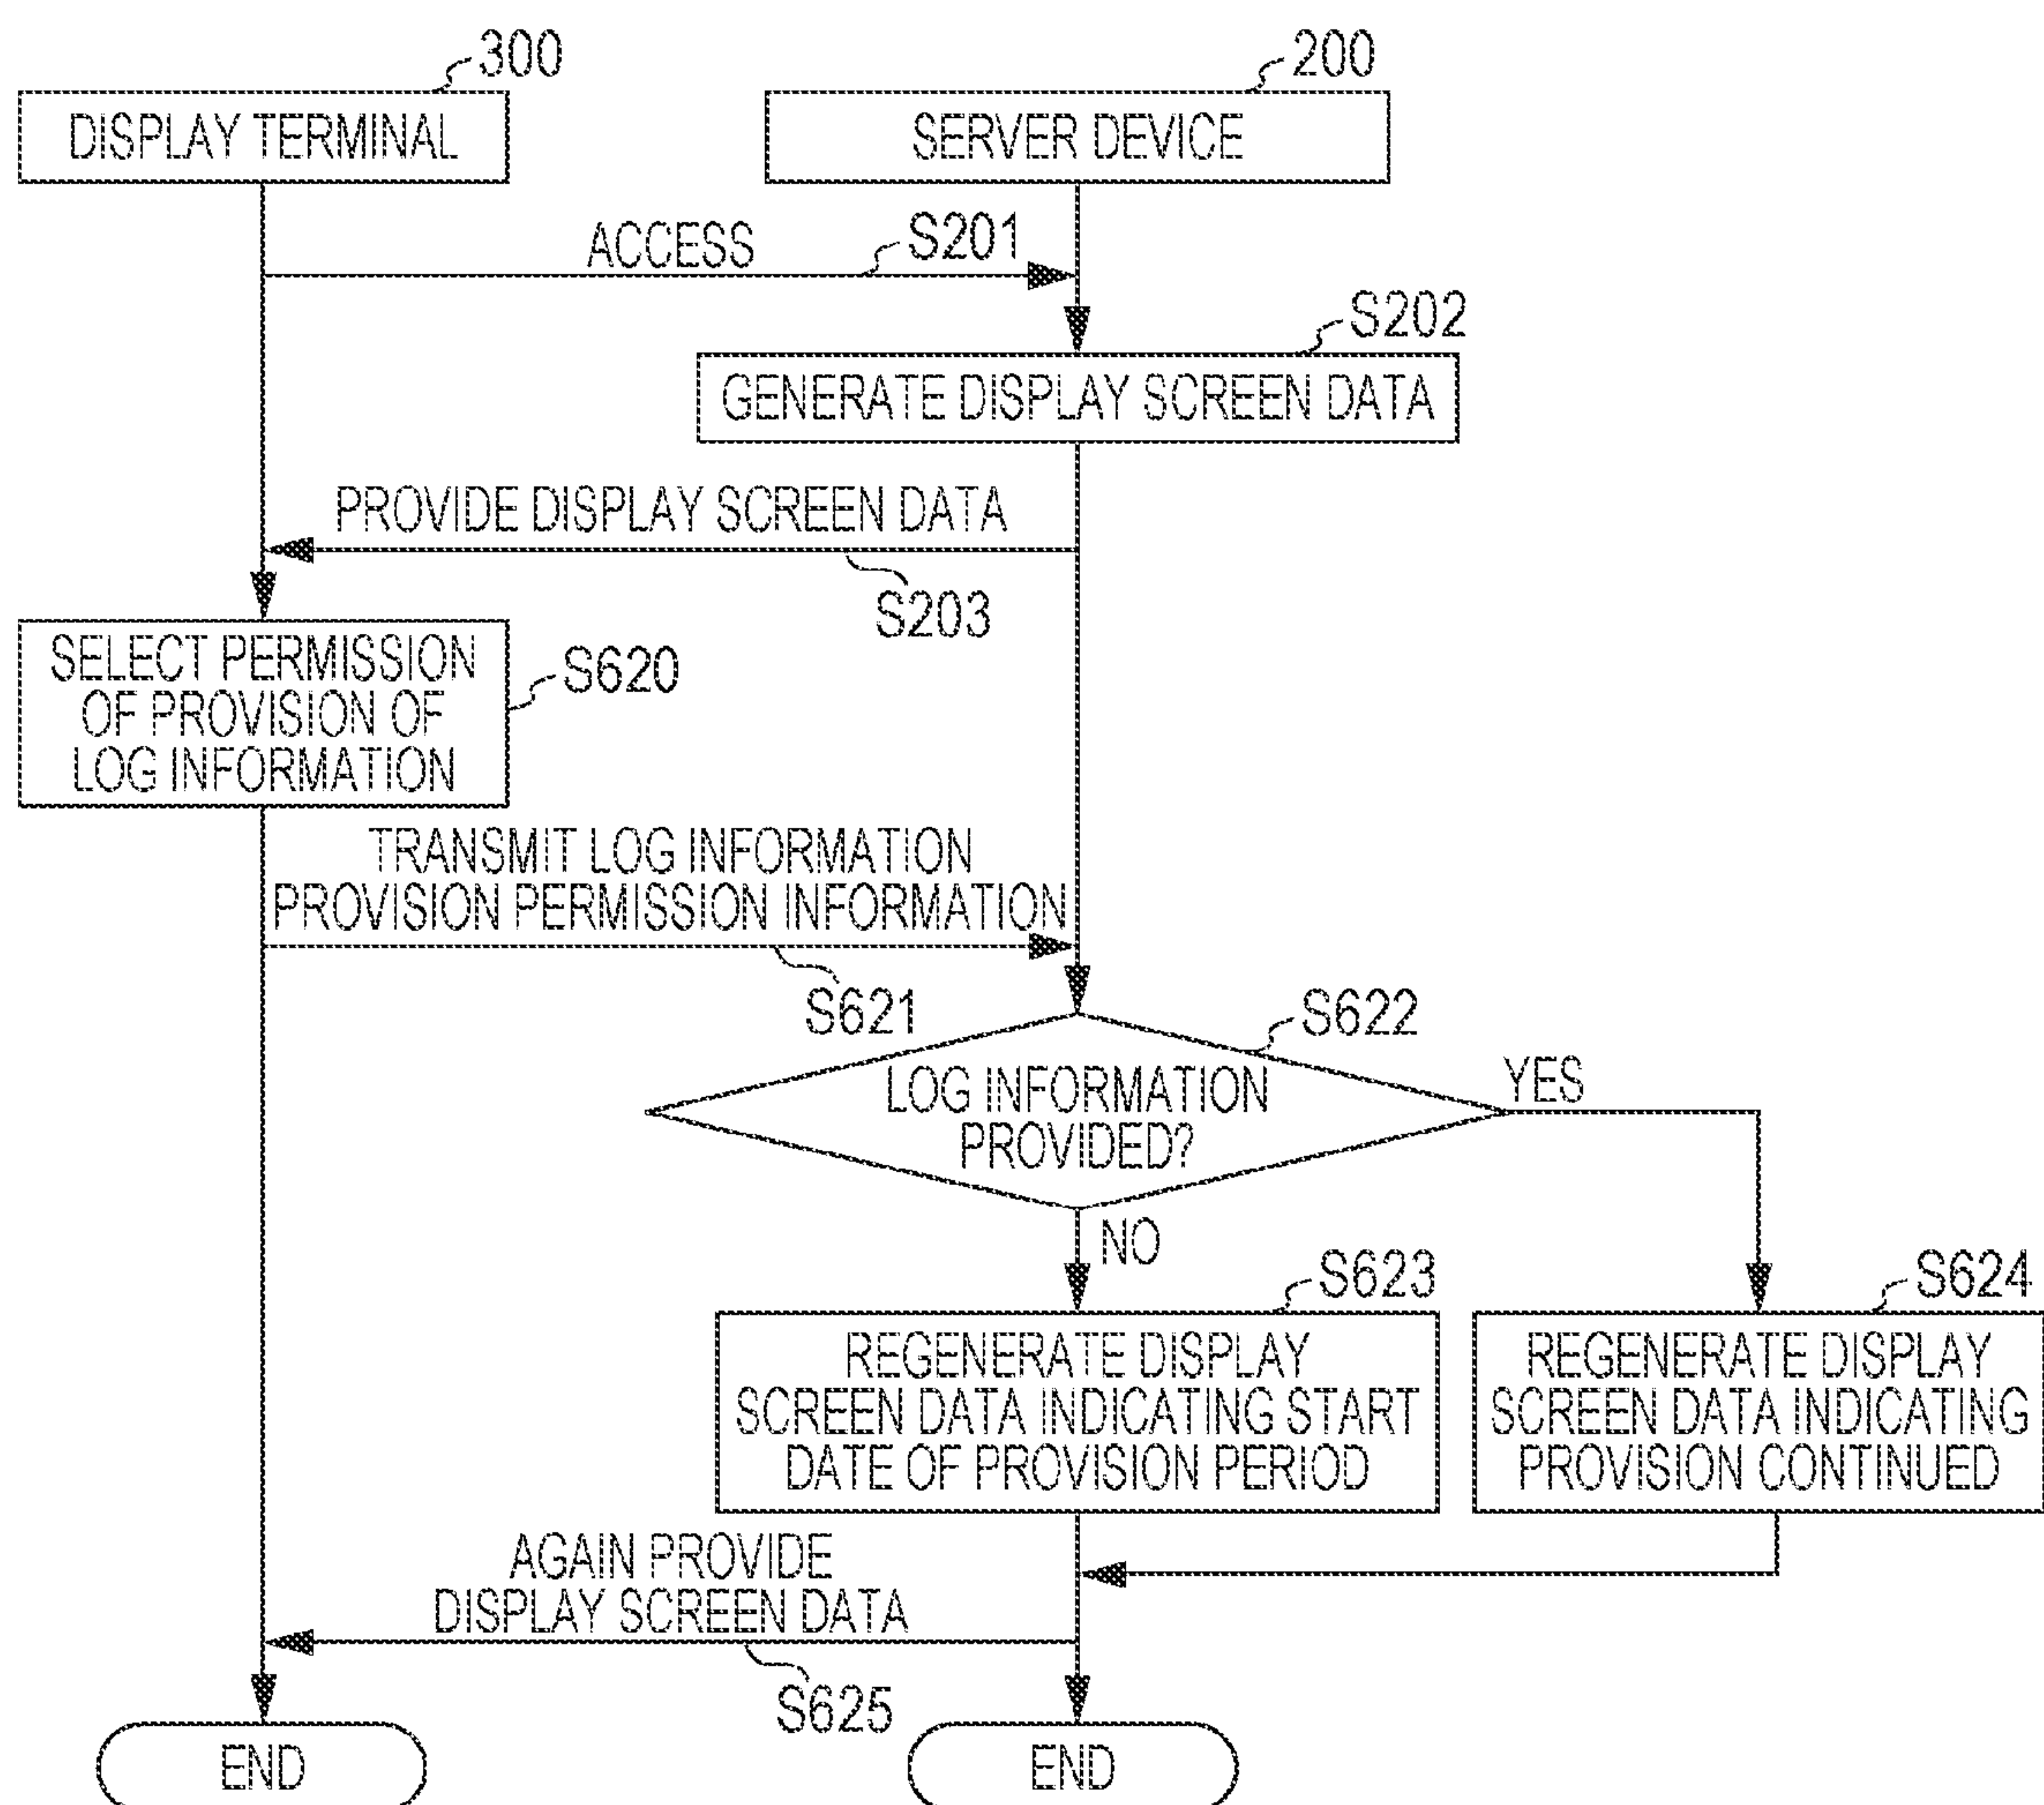 300
200
DISPLAY TERMINAL
SERVER DEVICE
ACCESS
S201
S202
GENERATE DISPLAY SCREEN DATA
PROVIDE DISPLAY SCREEN DATA
S203
SELECT PERMISSION
OF PROVISION OF
LOG INFORMATION
S620
TRANSMIT LOG INFORMATION
PROVISION PERMISSION INFORMATION
S621
S622
LOG INFORMATION
PROVIDED?
YES
NO
S623
S624
REGENERATE DISPLAY
SCREEN DATA INDICATING START
DATE OF PROVISION PERIOD
REGENERATE DISPLAY
SCREEN DATA INDICATING
PROVISION CONTINUED
AGAIN PROVIDE
DISPLAY SCREEN DATA
S625
END
END